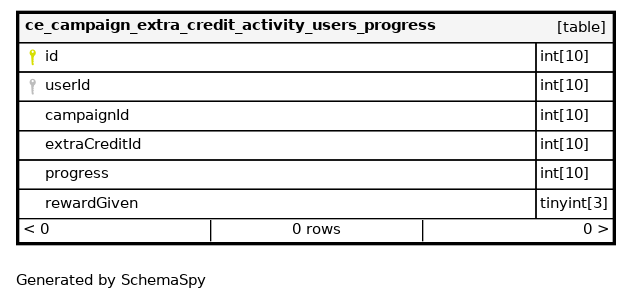 ce_campaign_extra_credit_activity_users_progress [table]
id int[10]
userId int[10]
campaignId int[10]
extraCreditId int[10]
progress int[10]
rewardGiven tinyint[3]
< 0 0 rows 0 >
Generated by SchemaSpy